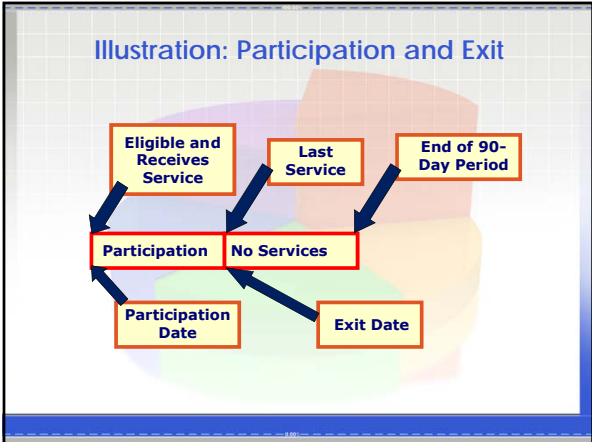 Illustration: Participation and Exit
Eligible and
Receives
Service
Last
Service
End of 90-
Day Period
Participation
No Services
Participation
Date
Exit Date